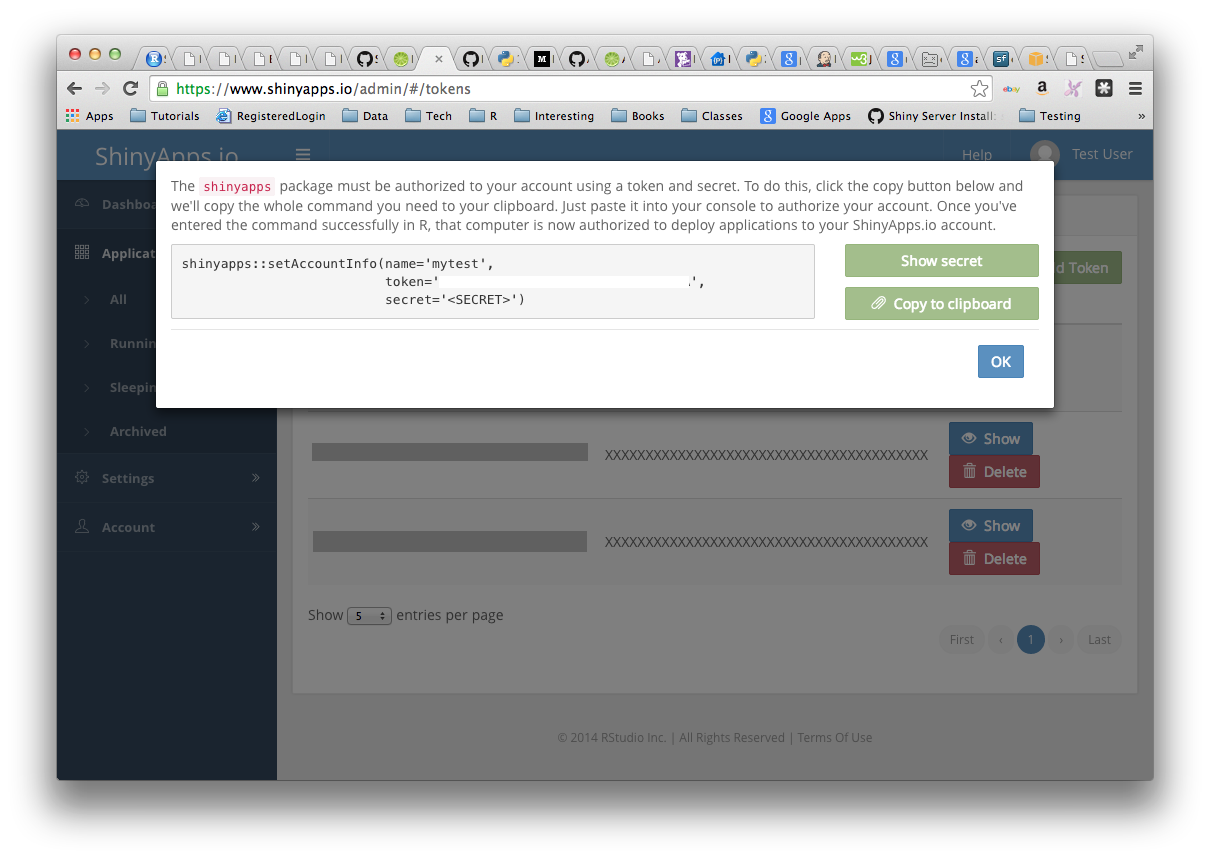 https://www.shinyapps.io/admin/#/tokens
Apps Tutorials RegisteredLogin Data Tech R Interesting Books Classes Google Apps Shiny Server Install: Testing »
ShinyApps.io Help Test User
The shinyapps package must be authorized to your account using a token and secret. To do this, click the copy button below and
we'll copy the whole command you need to your clipboard. Just paste it into your console to authorize your account. Once you've
entered the command successfully in R, that computer is now authorized to deploy applications to your ShinyApps.io account.
shinyapps::setAccountInfo(name='mytest',
token=' ',
secret='<SECRET>')
Show secret
Copy to clipboard
OK
Dashboa
Applicat
All
Runnin
Sleepin
Archived
Settings
Account
d Token
XXXXXXXXXXXXXXXXXXXXXXXXXXXXXXXXXXXXXXXX
Show
Delete
XXXXXXXXXXXXXXXXXXXXXXXXXXXXXXXXXXXXXXXX
Show
Delete
Show 5 entries per page
First ‹ 1 › Last
© 2014 RStudio Inc. | All Rights Reserved | Terms Of Use